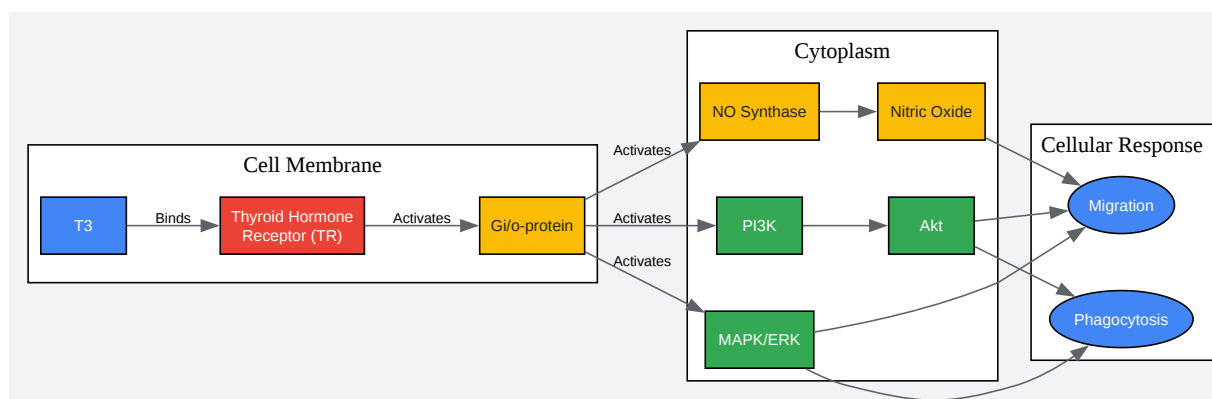 Cytoplasm
NO Synthase
Nitric Oxide
Cellular Response
Activates
Cell Membrane
T3
Binds
Thyroid Hormone
Receptor (TR)
Activates
Gi/o-protein
Activates
PI3K
Akt
Migration
Activates
MAPK/ERK
Phagocytosis